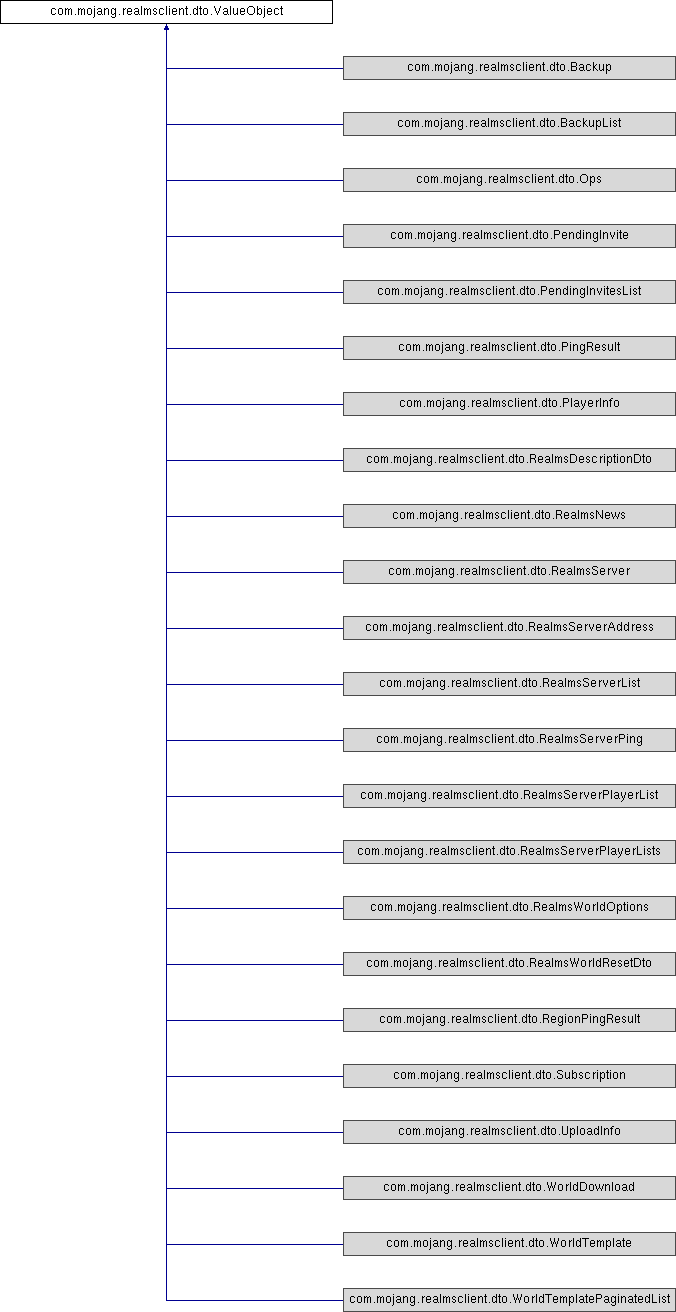 com.mojang.realmsclient.dto.ValueObject
com.mojang.realmsclient.dto.Backup
com.mojang.realmsclient.dto.BackupList
com.mojang.realmsclient.dto.Ops
com.mojang.realmsclient.dto.PendingInvite
com.mojang.realmsclient.dto.PendingInvitesList
com.mojang.realmsclient.dto.PingResult
com.mojang.realmsclient.dto.PlayerInfo
com.mojang.realmsclient.dto.RealmsDescriptionDto
com.mojang.realmsclient.dto.RealmsNews
com.mojang.realmsclient.dto.RealmsServer
com.mojang.realmsclient.dto.RealmsServerAddress
com.mojang.realmsclient.dto.RealmsServerList
com.mojang.realmsclient.dto.RealmsServerPing
com.mojang.realmsclient.dto.RealmsServerPlayerList
com.mojang.realmsclient.dto.RealmsServerPlayerLists
com.mojang.realmsclient.dto.RealmsWorldOptions
com.mojang.realmsclient.dto.RealmsWorldResetDto
com.mojang.realmsclient.dto.RegionPingResult
com.mojang.realmsclient.dto.Subscription
com.mojang.realmsclient.dto.UploadInfo
com.mojang.realmsclient.dto.WorldDownload
com.mojang.realmsclient.dto.WorldTemplate
com.mojang.realmsclient.dto.WorldTemplatePaginatedList